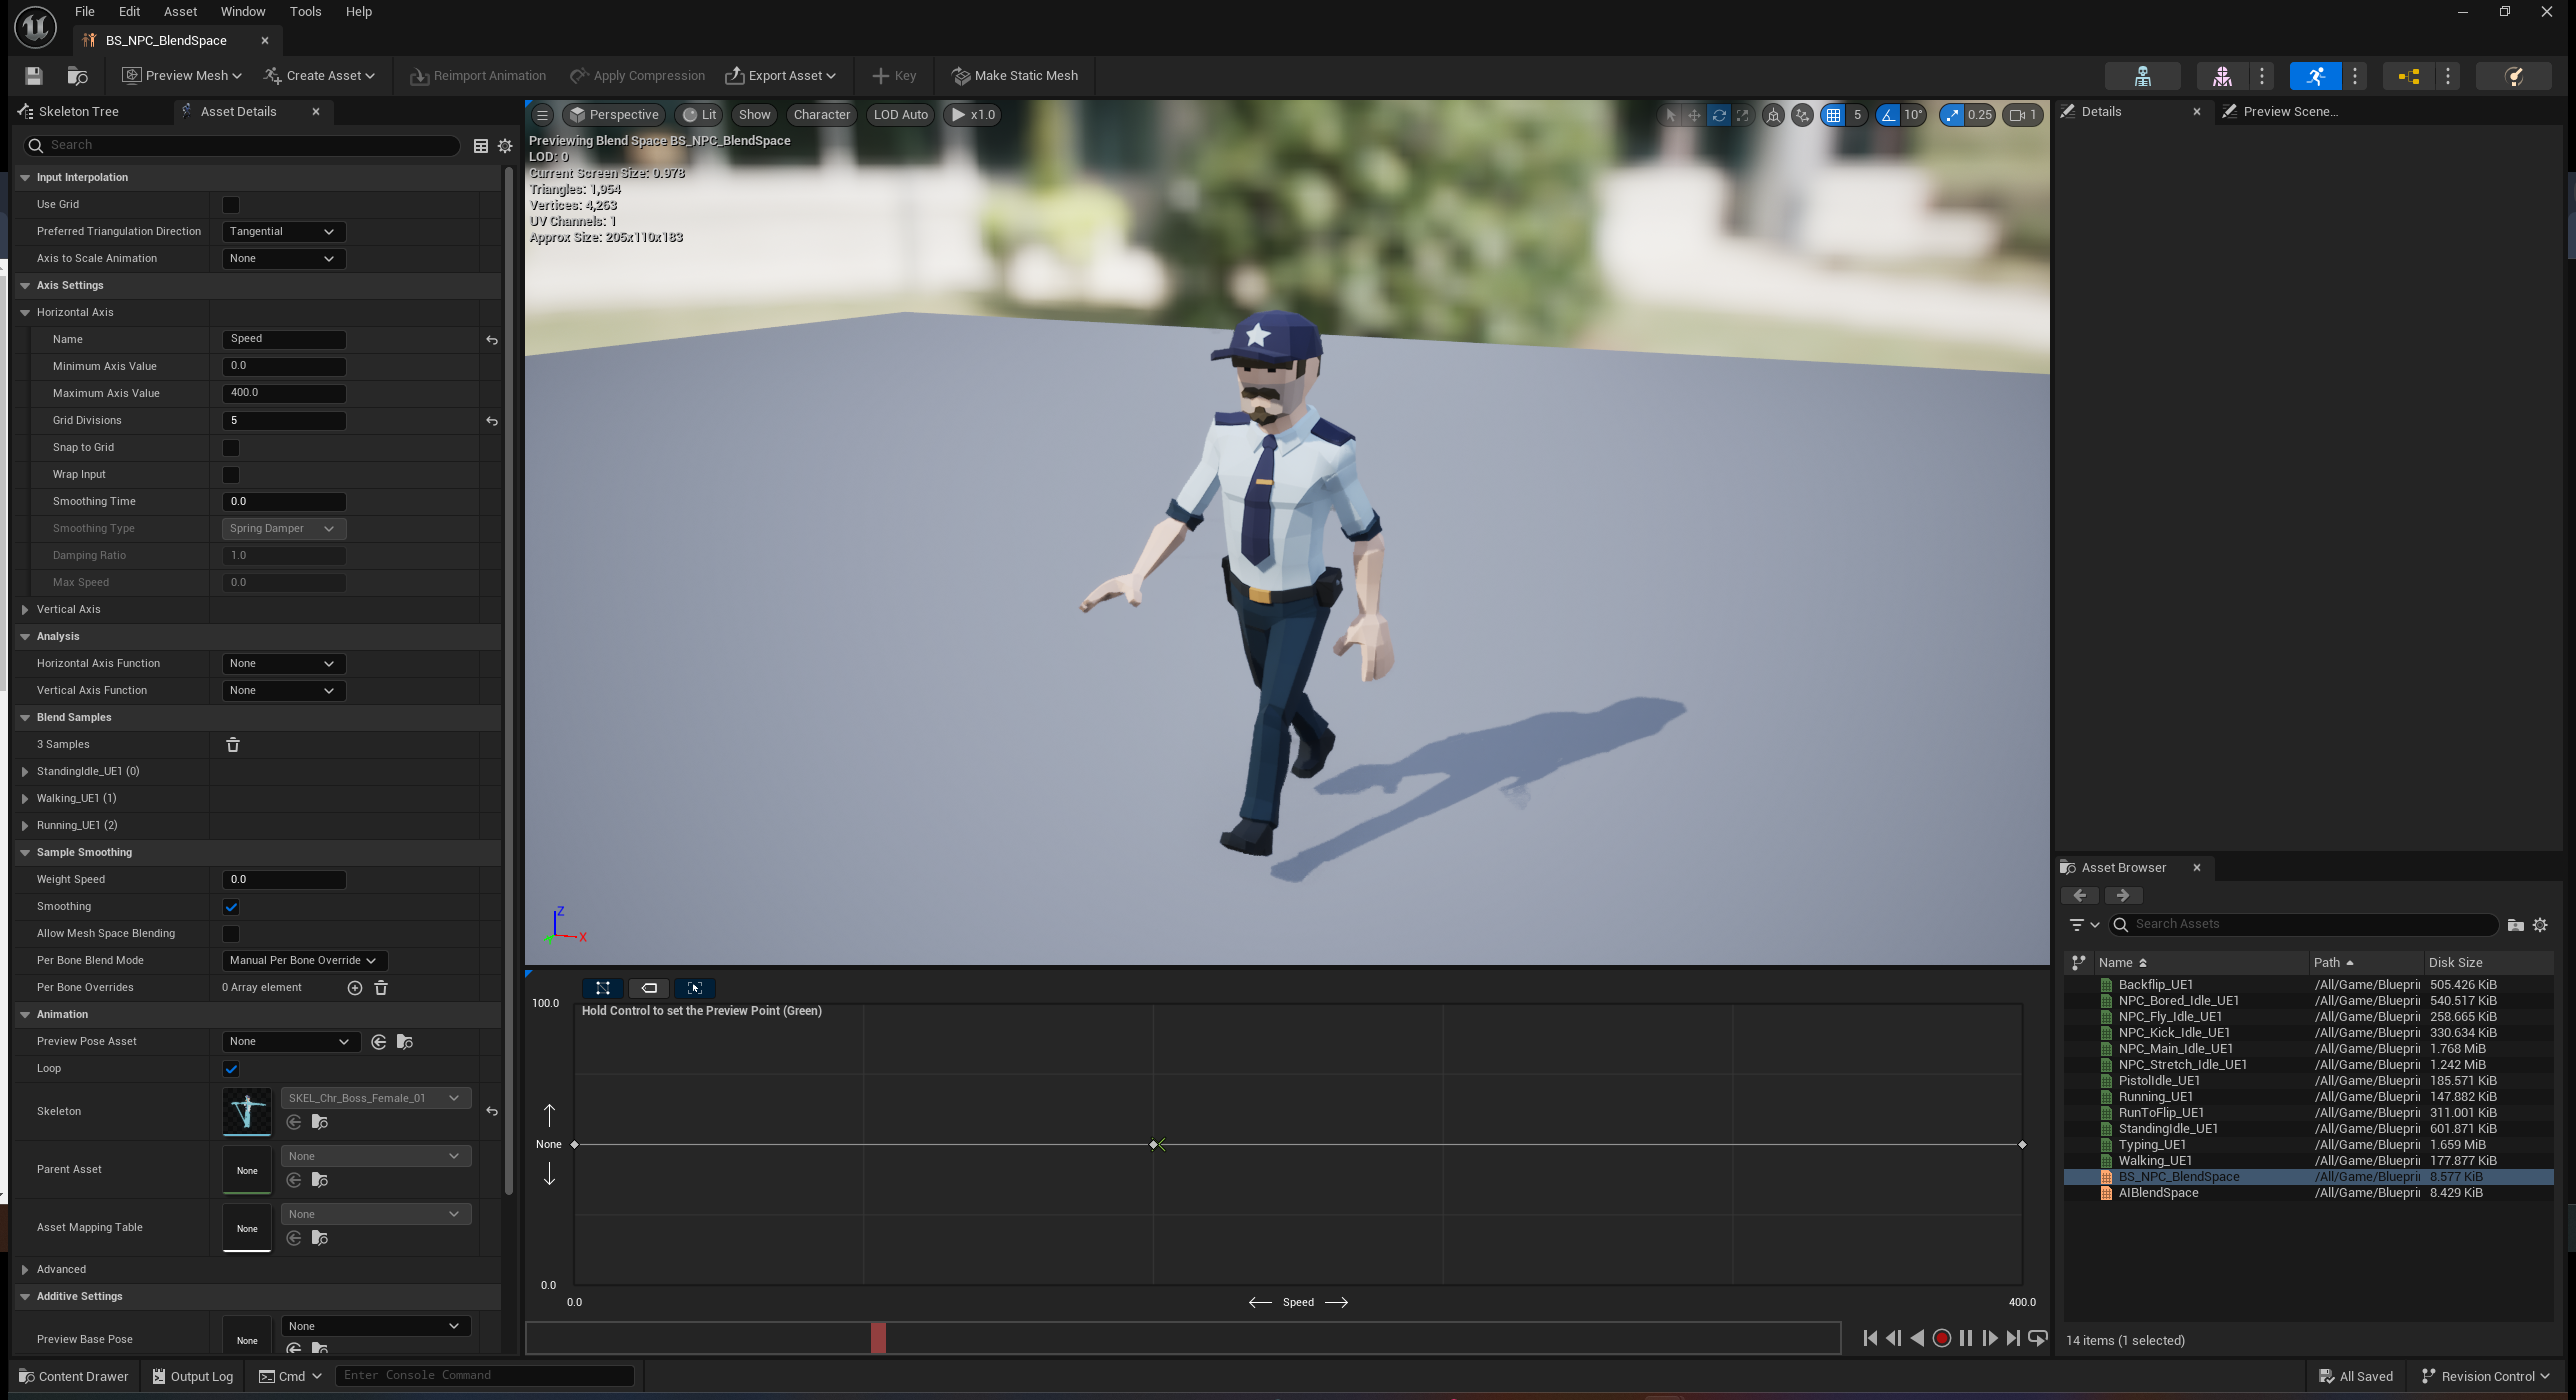 File Edit Asset Window Tools Help
BS_NPC_BlendSpace
Preview Mesh Create Asset Reimport Animation Apply Compression Export Asset Key Make Static Mesh
Skeleton Tree Asset Details
Search
Input Interpolation
Use Grid
Preferred Triangulation Direction Tangential
Axis to Scale Animation None
Axis Settings
Horizontal Axis
Name Speed
Minimum Axis Value 0.0
Maximum Axis Value 400.0
Grid Divisions 5
Snap to Grid
Wrap Input
Smoothing Time 0.0
Smoothing Type Spring Damper
Damping Ratio 1.0
Max Speed 0.0
Vertical Axis
Analysis
Horizontal Axis Function None
Vertical Axis Function None
Blend Samples
3 Samples
StandingIdle_UE1 (0)
Walking_UE1 (1)
Running_UE1 (2)
Sample Smoothing
Weight Speed 0.0
Smoothing
Allow Mesh Space Blending
Per Bone Blend Mode Manual Per Bone Override
Per Bone Overrides 0 Array element
Animation
Preview Pose Asset None
Loop
Skeleton SKEL_Chr_Boss_Female_01
Parent Asset None None
Asset Mapping Table None None
Advanced
Additive Settings
Preview Base Pose None None
Perspective Lit Show Character LOD Auto x1.0 5 10° 0.25 1
Previewing Blend Space BS_NPC_BlendSpace
LOD: 0
Current Screen Size: 0.978
Triangles: 1,954
Vertices: 4,263
UV Channels: 1
Approx Size: 205x110x183
Z
X
100.0
Hold Control to set the Preview Point (Green)
None
0.0
0.0 Speed 400.0
Details Preview Scene...
Asset Browser
Search Assets
Name Path Disk Size
Backflip_UE1 /All/Game/Blueprin 505.426 KiB
NPC_Bored_Idle_UE1 /All/Game/Blueprin 540.517 KiB
NPC_Fly_Idle_UE1 /All/Game/Blueprin 258.665 KiB
NPC_Kick_Idle_UE1 /All/Game/Blueprin 330.634 KiB
NPC_Main_Idle_UE1 /All/Game/Blueprin 1.768 MiB
NPC_Stretch_Idle_UE1 /All/Game/Blueprin 1.242 MiB
PistolIdle_UE1 /All/Game/Blueprin 185.571 KiB
Running_UE1 /All/Game/Blueprin 147.882 KiB
RunToFlip_UE1 /All/Game/Blueprin 311.001 KiB
StandingIdle_UE1 /All/Game/Blueprin 601.871 KiB
Typing_UE1 /All/Game/Blueprin 1.659 MiB
Walking_UE1 /All/Game/Blueprin 177.877 KiB
BS_NPC_BlendSpace /All/Game/Blueprin 8.577 KiB
AIBlendSpace /All/Game/Blueprin 8.429 KiB
14 items (1 selected)
Content Drawer Output Log Cmd Enter Console Command All Saved Revision Control